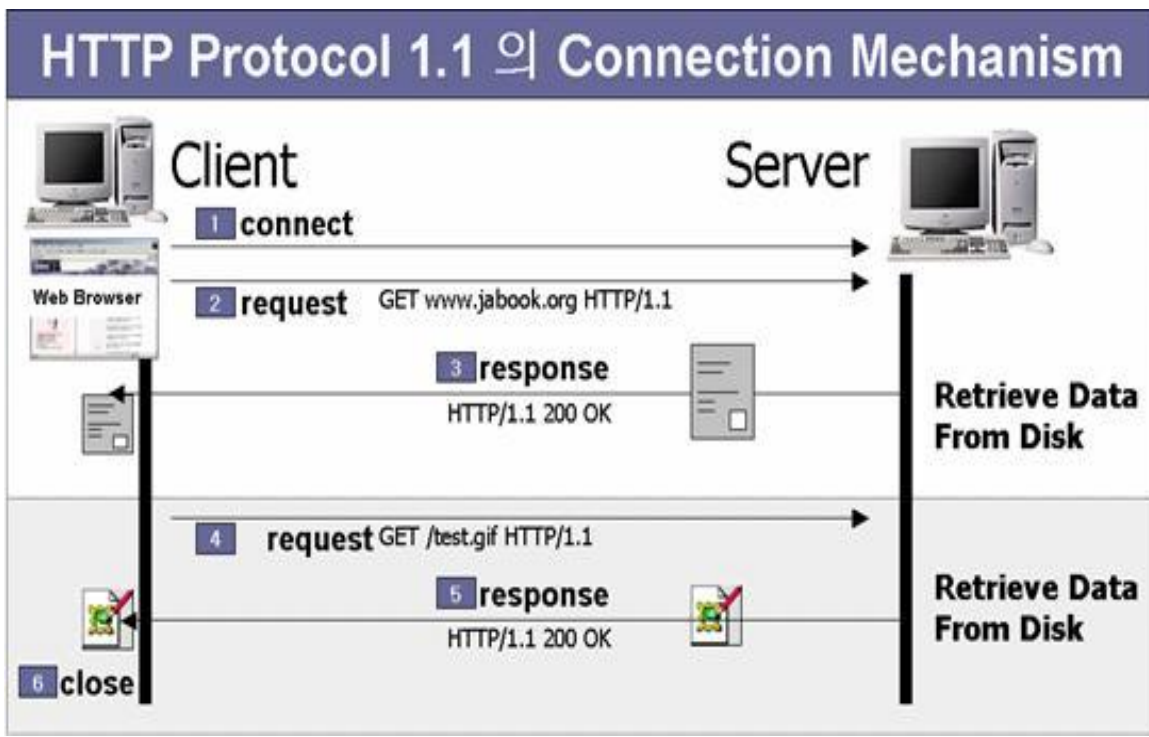 HTTP Protocol 1.1 의 Connection Mechanism
Client
Server
1 connect
Web Browser
2 request GET www.jabook.org HTTP/1.1
3 response
HTTP/1.1 200 OK
Retrieve Data
From Disk
4 request GET /test.gif HTTP/1.1
5 response
HTTP/1.1 200 OK
Retrieve Data
From Disk
6 close